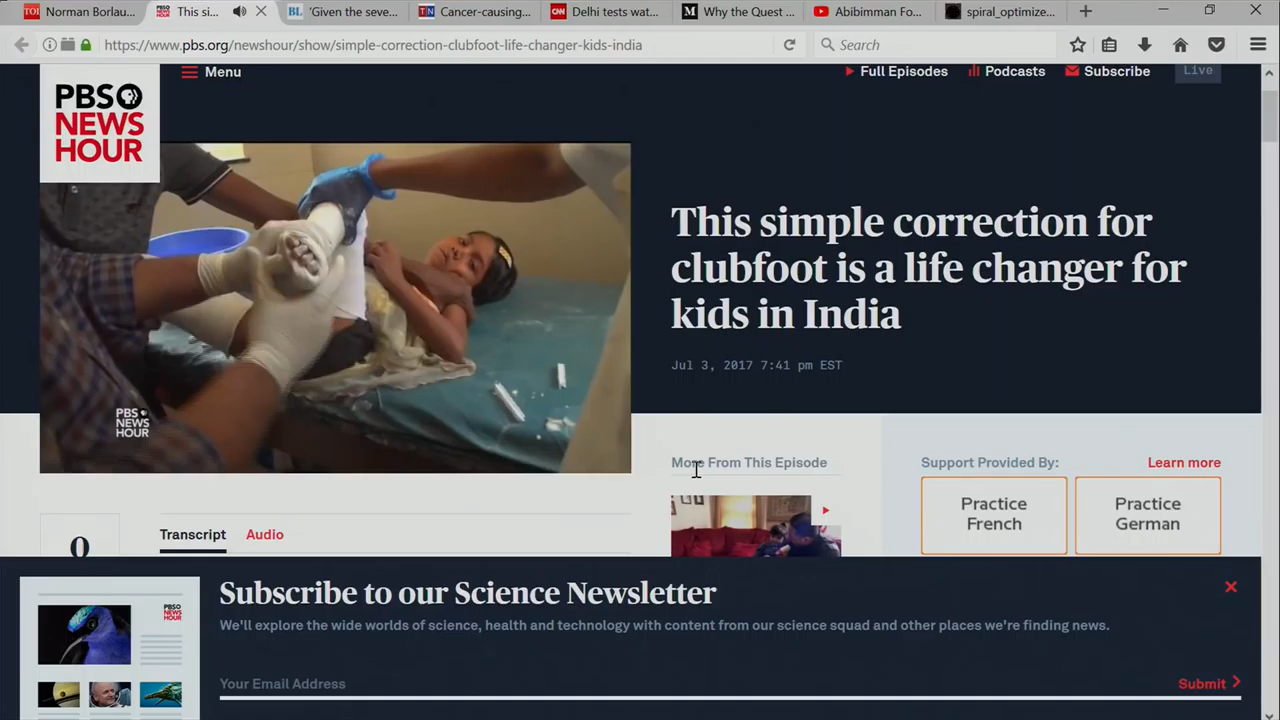 Norman Borlau...
This si...
'Given the seve...
Cancer-causing...
Delhi tests wat...
Why the Quest ...
Abibimman Fo...
spiral_optimize...
https://www.pbs.org/newshour/show/simple-correction-clubfoot-life-changer-kids-india
Search
PBS
NEWS
HOUR
Menu
Full Episodes
Podcasts
Subscribe
Live
This simple correction for
clubfoot is a life changer for
kids in India
Jul 3, 2017 7:41 pm EST
PBS
NEWS
HOUR
More From This Episode
Support Provided By:
Learn more
Practice
French
Practice
German
0
Transcript
Audio
PBS
NEWS
HOUR
Subscribe to our Science Newsletter
We'll explore the wide worlds of science, health and technology with content from our science squad and other places we're finding news.
Your Email Address
Submit